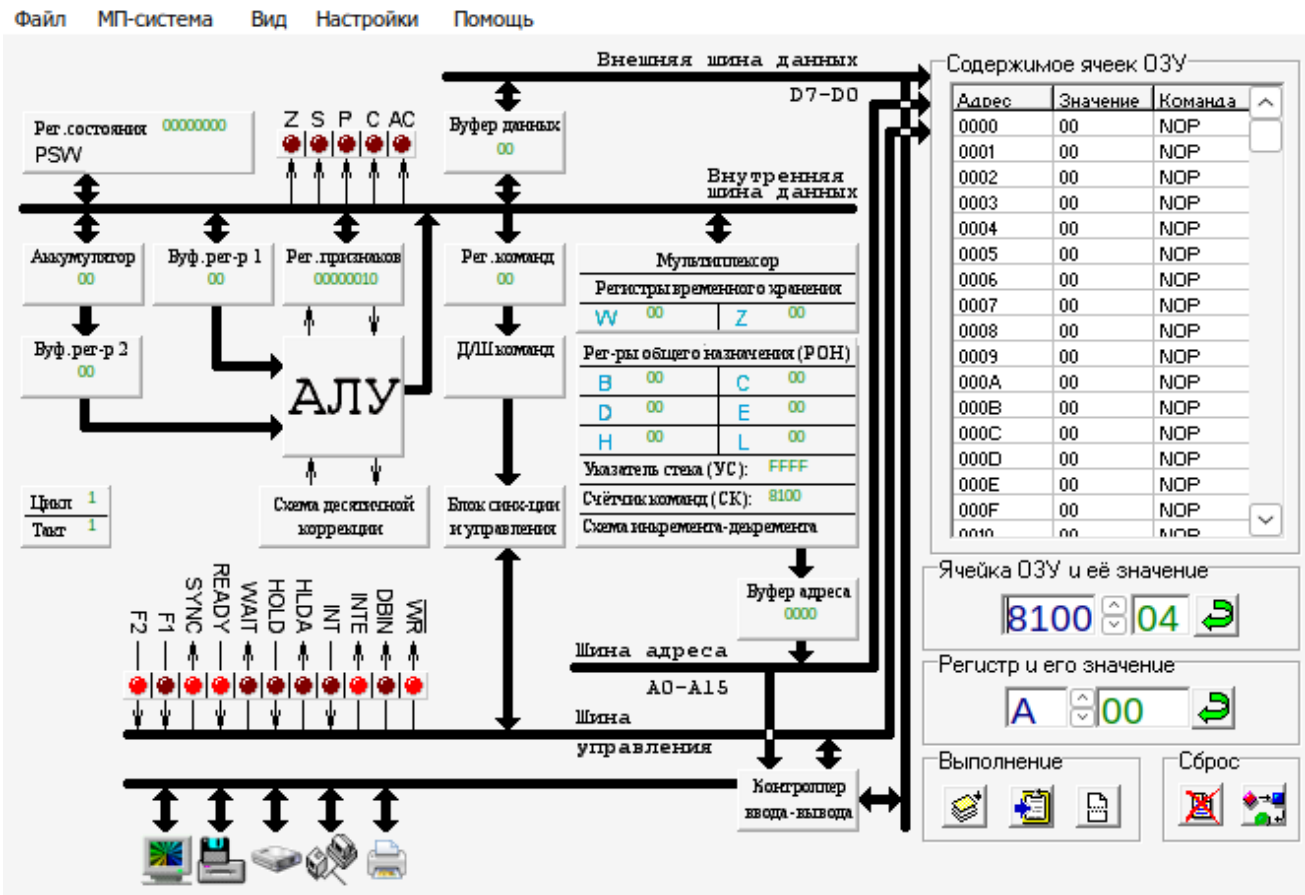 Файл МП-система Вид Настройки Помощь
Внешняя шина данных
D7-D0
Рег.состояния 00000000
PSW
Z S P C AC
Буфер данных
00
Внутренняя
шина данных
Аккумулятор
00
Буф.рег-р 1
00
Рег.признаков
00000010
Рег.команд
00
Мультиплексор
Регистры временного хранения
W 00 Z 00
Буф.рег-р 2
00
АЛУ
Д/Ш команд
Рег-ры общего назначения (РОН)
B 00 C 00
D 00 E 00
H 00 L 00
Указатель стека (УС): FFFF
Счётчик команд (СК): 8100
Схема инкремента-декремента
Цикл 1
Такт 1
Схема десятичной
коррекции
Блок синх-ции
и управления
Буфер адреса
0000
F2 F1 SYNC READY WAIT HOLD HLDA INT INTE DBIN WR
Шина адреса
A0-A15
Шина
управления
Контроллер
ввода-вывода
Содержимое ячеек ОЗУ
Адрес Значение Команда
0000 00 NOP
0001 00 NOP
0002 00 NOP
0003 00 NOP
0004 00 NOP
0005 00 NOP
0006 00 NOP
0007 00 NOP
0008 00 NOP
0009 00 NOP
000A 00 NOP
000B 00 NOP
000C 00 NOP
000D 00 NOP
000E 00 NOP
000F 00 NOP
0010 00 NOP
Ячейка ОЗУ и её значение
8100 04
Регистр и его значение
A 00
Выполнение
Сброс